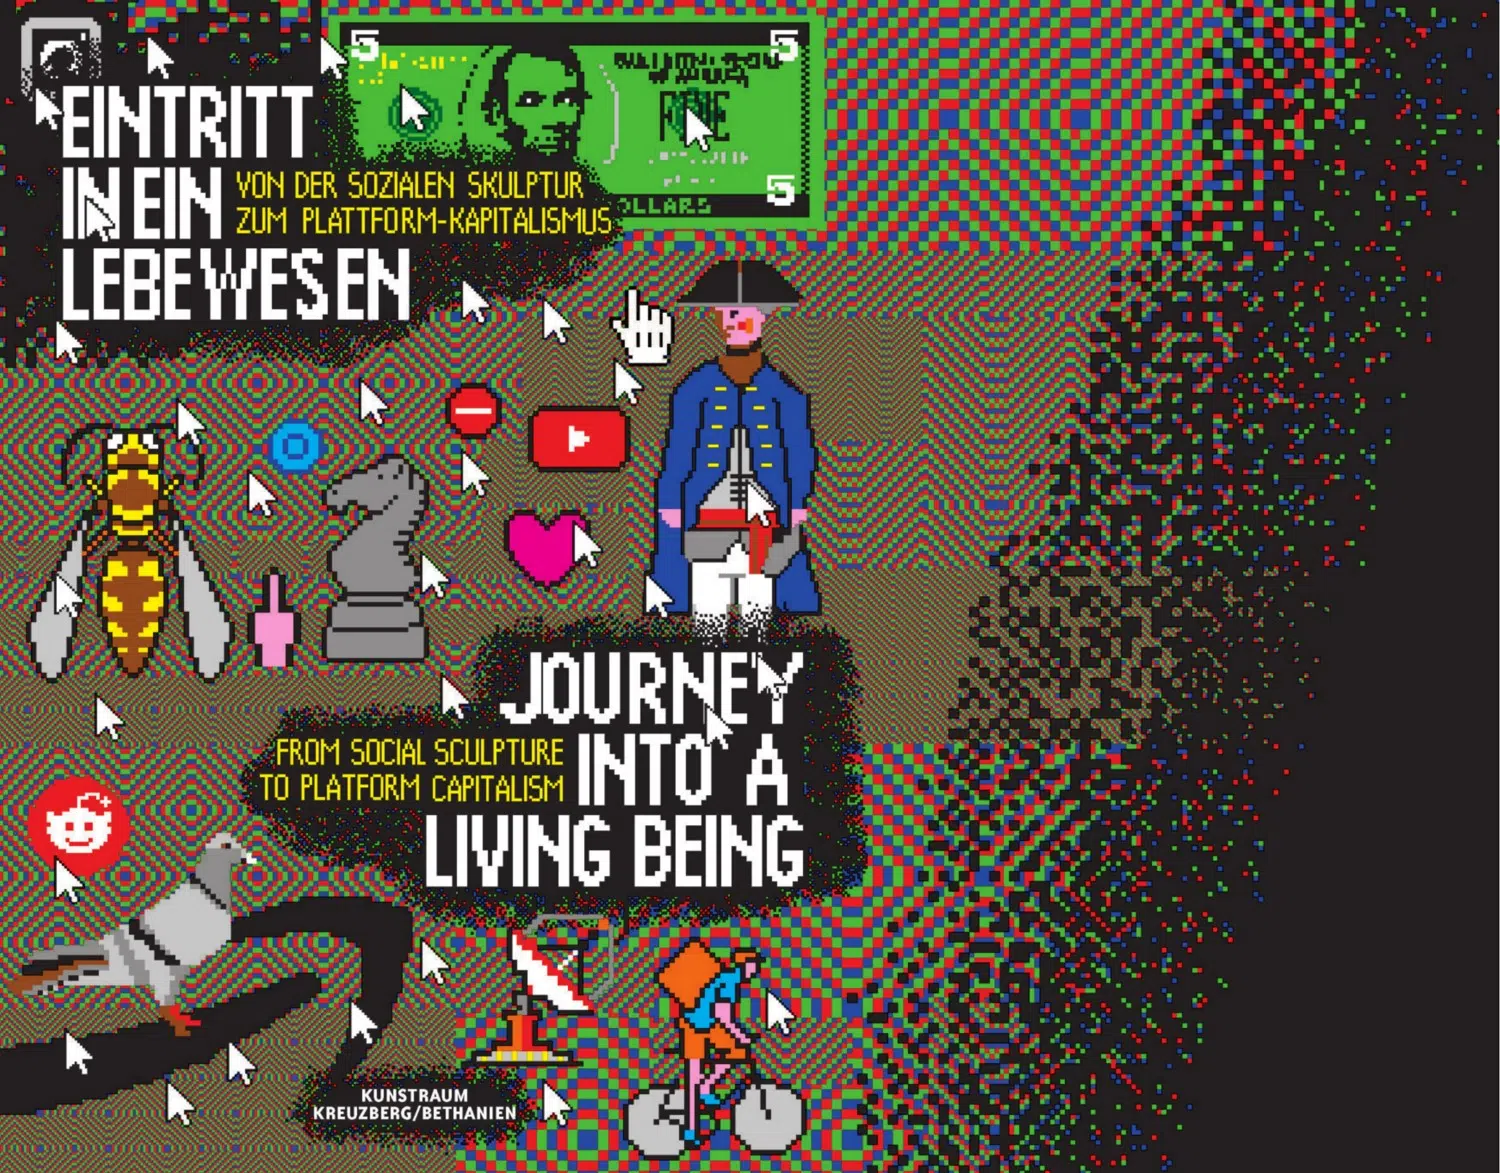 5
5
EINTRITT
IN EIN
VON DER SOZIALEN SKULPTUR
ZUM PLATTFORM-KAPITALISMUS
5
OLLARS
LEBEWESEN
JOURNEY
INTO A
FROM SOCIAL SCULPTURE
TO PLATFORM CAPITALISM
LIVING BEING
KUNSTRAUM
KREUZBERG/BETHANIEN